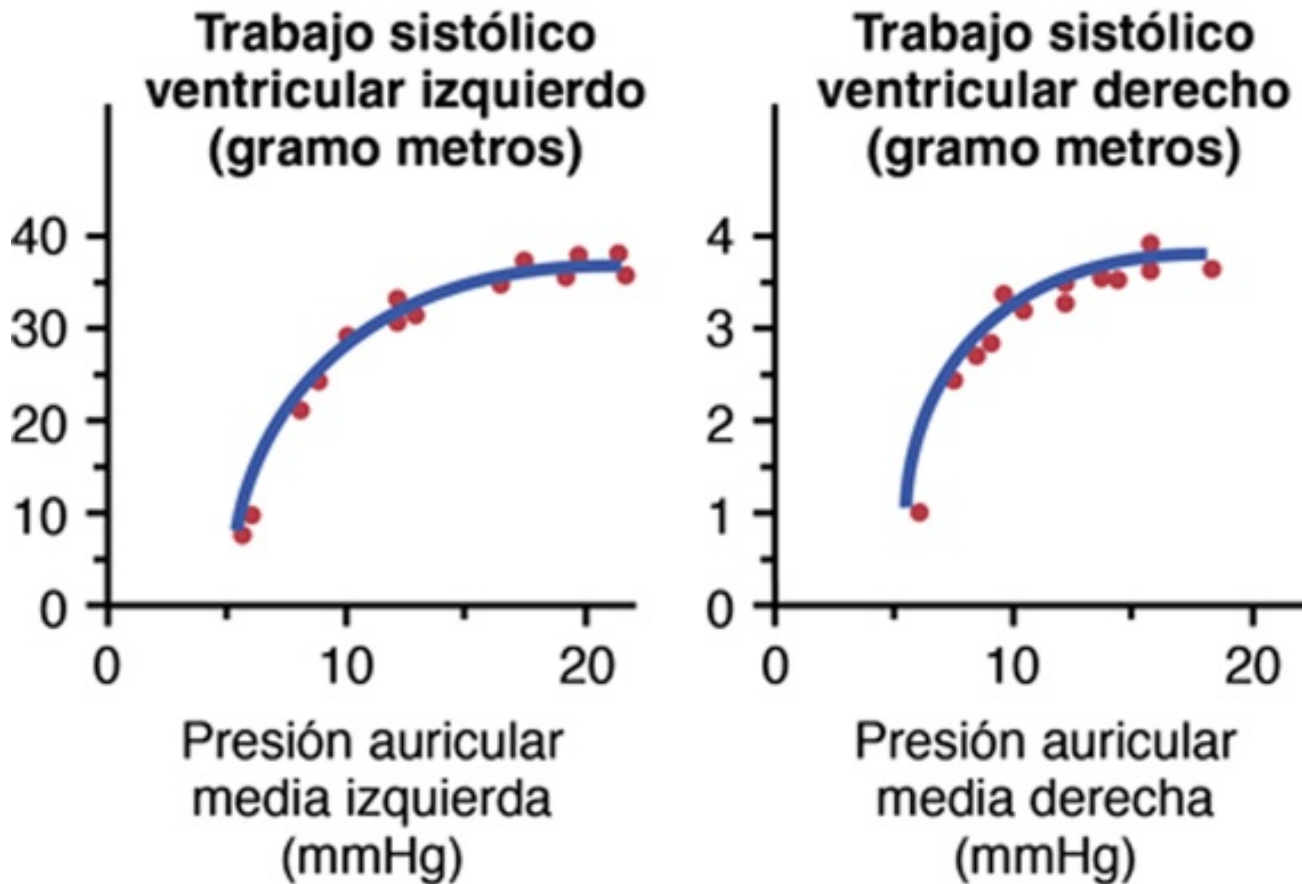 Trabajo sistólico
ventricular izquierdo
(gramo metros)
40
30
20
10
0
0 10 20
Presión auricular
media izquierda
(mmHg)
Trabajo sistólico
ventricular derecho
(gramo metros)
4
3
2
1
0
0 10 20
Presión auricular
media derecha
(mmHg)